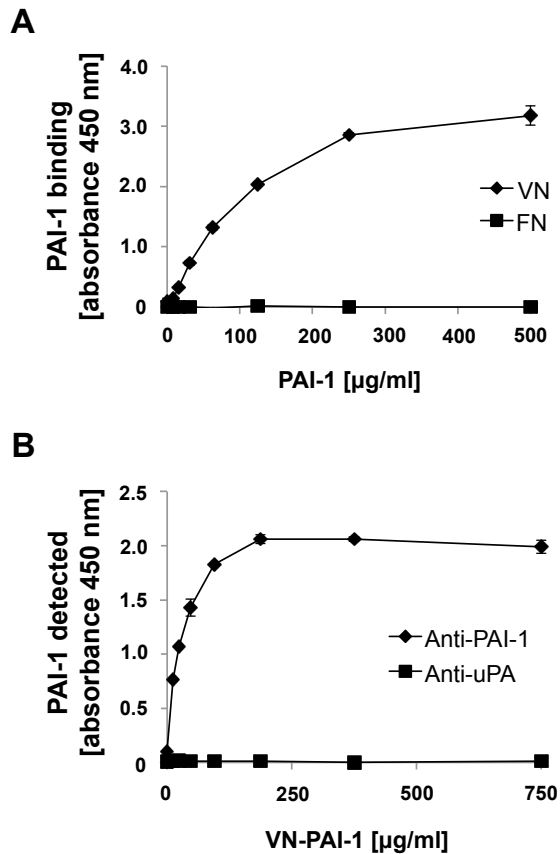 A
PAI-1 binding
[absorbance 450 nm]
4.0
3.0
2.0
1.0
0
VN
FN
0 100 200 300 400 500
PAI-1 [µg/ml]
B
PAI-1 detected
[absorbance 450 nm]
2.5
2.0
1.5
1.0
0.5
0
Anti-PAI-1
Anti-uPA
0 250 500 750
VN-PAI-1 [µg/ml]